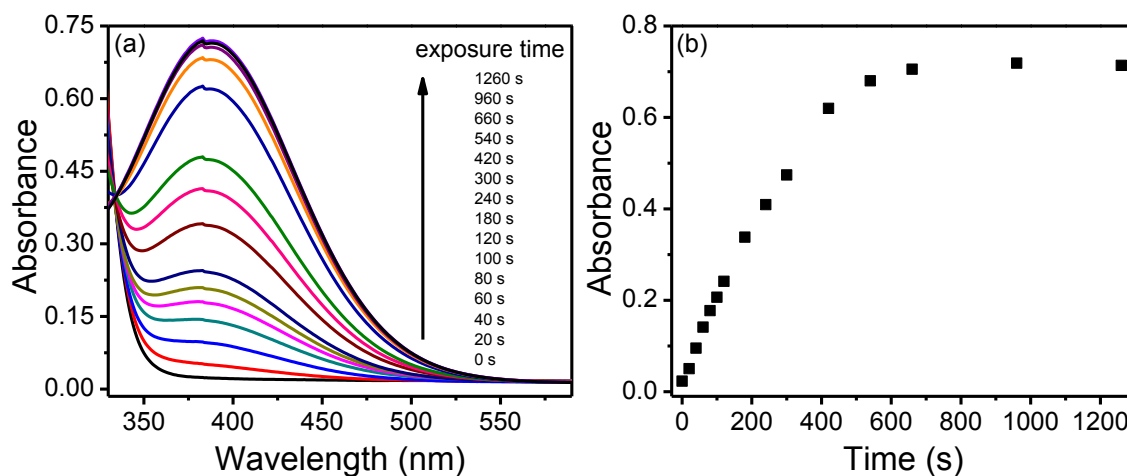 (a)
exposure time
1260 s
960 s
660 s
540 s
420 s
300 s
240 s
180 s
120 s
100 s
80 s
60 s
40 s
20 s
0 s
0.75
0.60
0.45
0.30
0.15
0.00
Absorbance
350 400 450 500 550
Wavelength (nm)
(b)
0.8
0.6
0.4
0.2
0.0
Absorbance
0 200 400 600 800 1000 1200
Time (s)